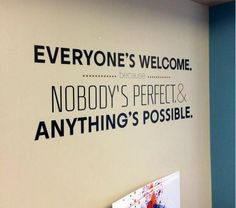 EVERYONE'S WELCOME.
because
NOBODY'S PERFECT &
ANYTHING'S POSSIBLE.